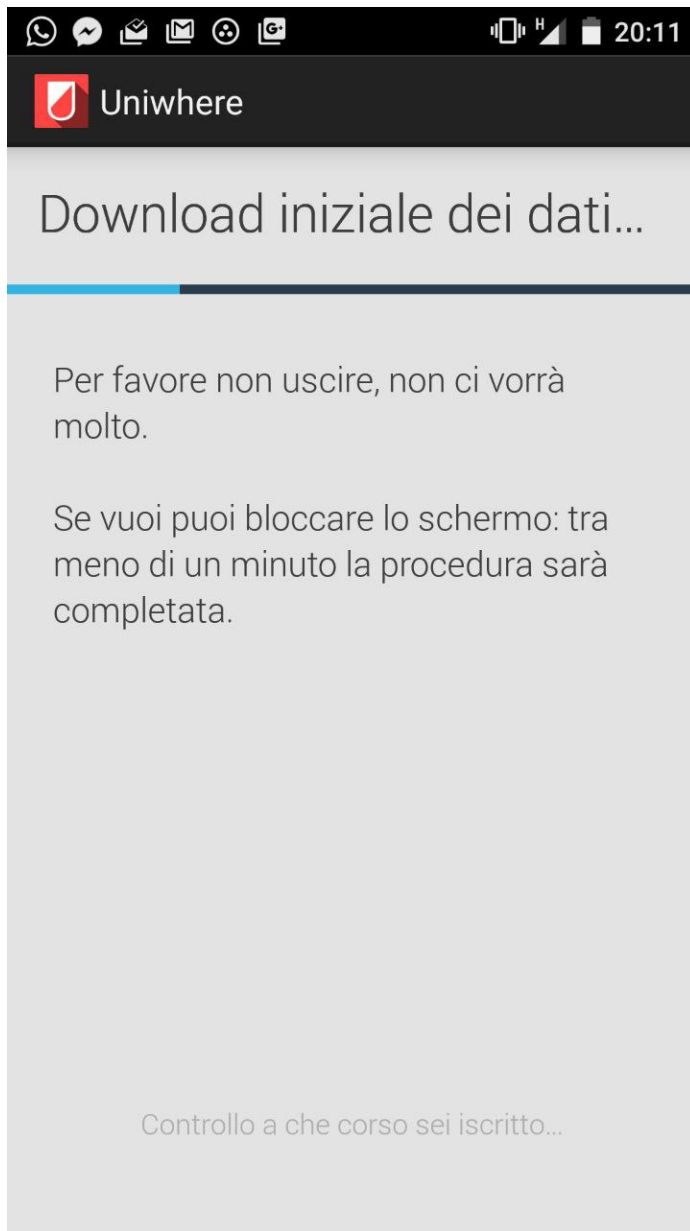 H 20:11
Uniwhere
Download iniziale dei dati...
Per favore non uscire, non ci vorrà
molto.
Se vuoi puoi bloccare lo schermo: tra
meno di un minuto la procedura sarà
completata.
Controllo a che corso sei iscritto...